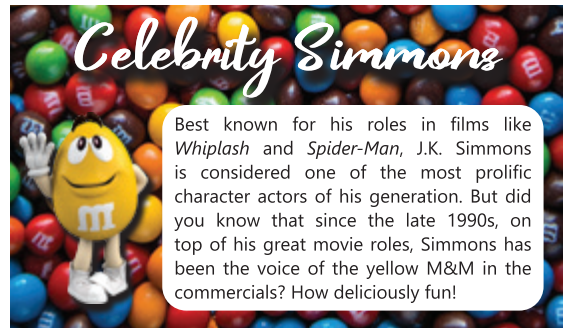 Celebrity Simmons
Best known for his roles in films like
Whiplash and Spider-Man, J.K. Simmons
is considered one of the most prolific
character actors of his generation. But did
you know that since the late 1990s, on
top of his great movie roles, Simmons has
been the voice of the yellow M&M in the
commercials? How deliciously fun!
m